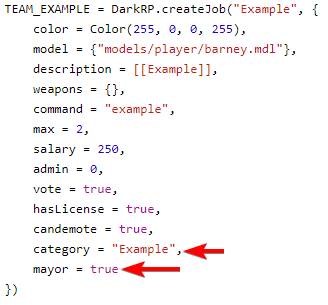 TEAM_EXAMPLE = DarkRP.createJob("Example", {
color = Color(255, 0, 0, 255),
model = {"models/player/barney.mdl"},
description = [[Example]],
weapons = {},
command = "example",
max = 2,
salary = 250,
admin = 0,
vote = true,
hasLicense = true,
candemote = true,
category = "Example",
mayor = true
})